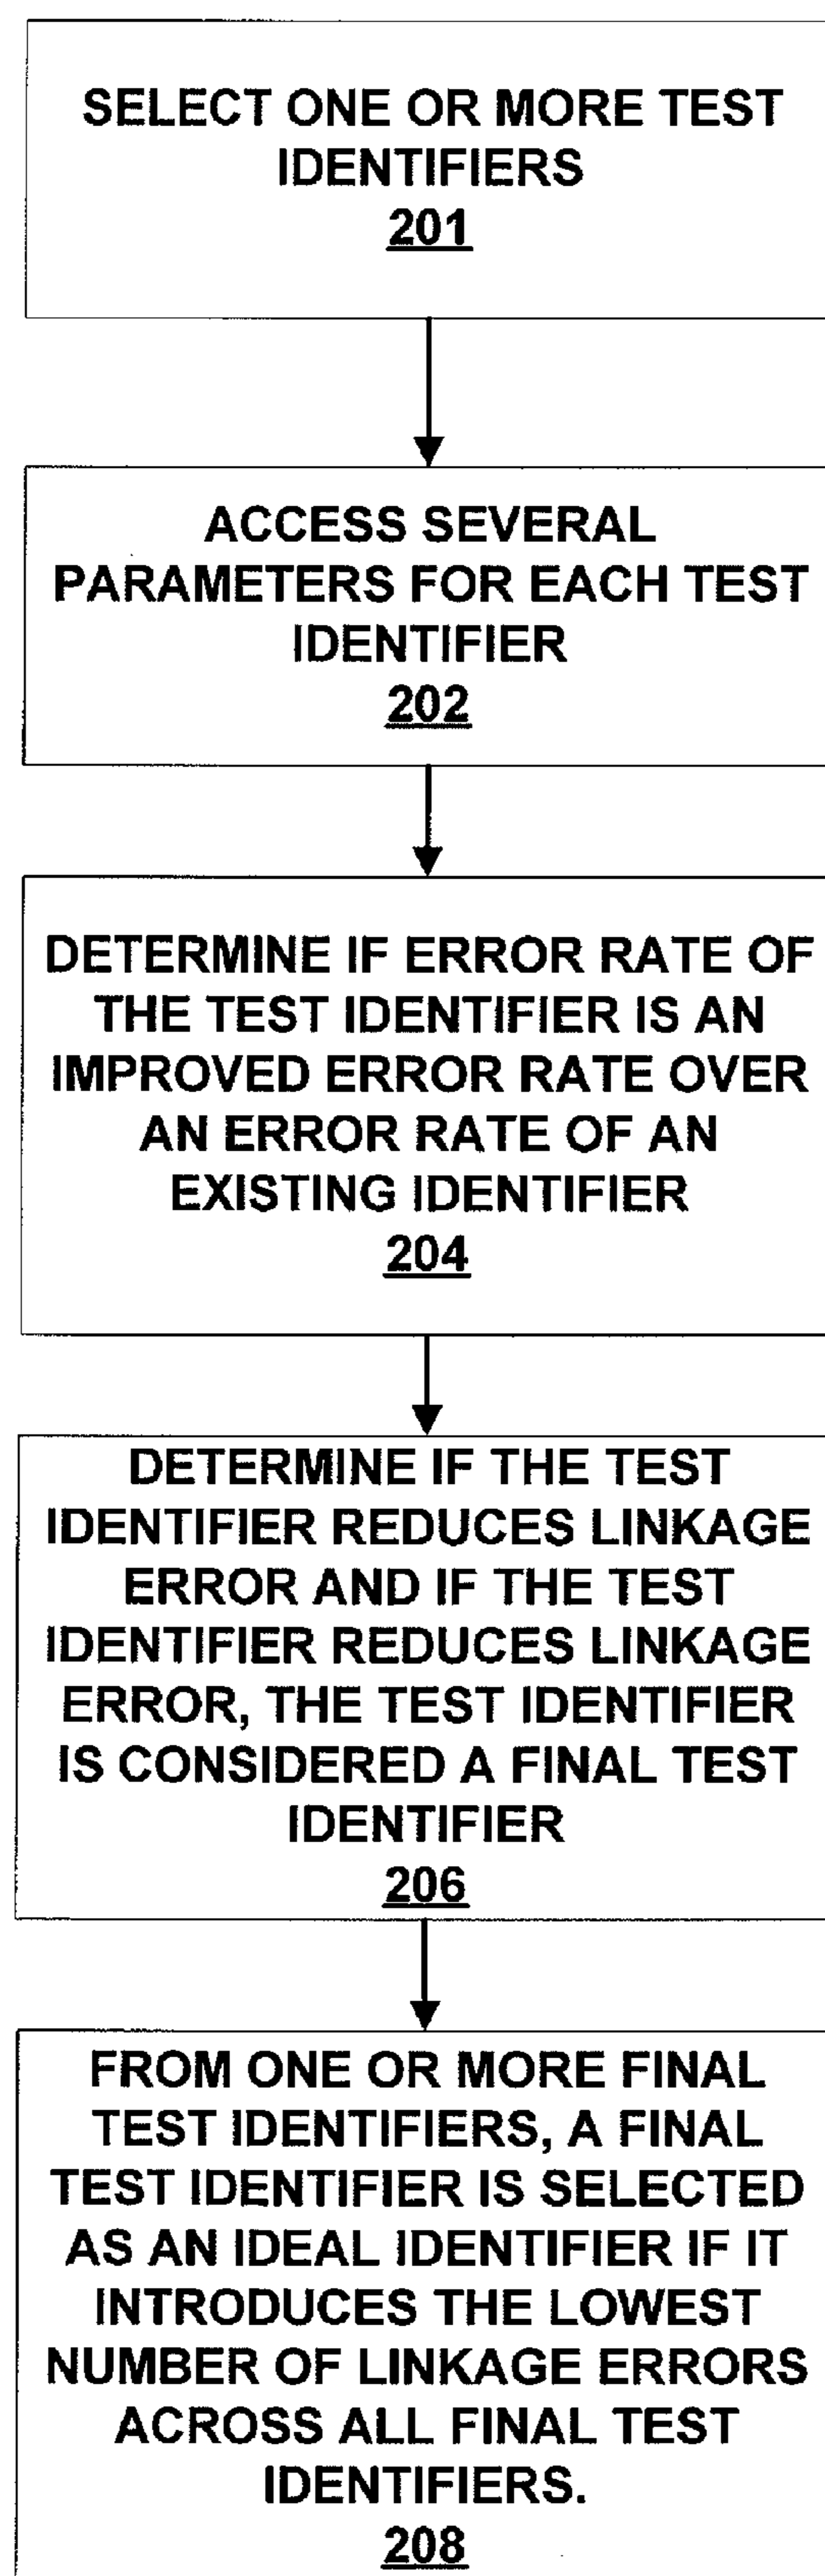 SELECT ONE OR MORE TEST
IDENTIFIERS
201
ACCESS SEVERAL
PARAMETERS FOR EACH TEST
IDENTIFIER
202
DETERMINE IF ERROR RATE OF
THE TEST IDENTIFIER IS AN
IMPROVED ERROR RATE OVER
AN ERROR RATE OF AN
EXISTING IDENTIFIER
204
DETERMINE IF THE TEST
IDENTIFIER REDUCES LINKAGE
ERROR AND IF THE TEST
IDENTIFIER REDUCES LINKAGE
ERROR, THE TEST IDENTIFIER
IS CONSIDERED A FINAL TEST
IDENTIFIER
206
FROM ONE OR MORE FINAL
TEST IDENTIFIERS, A FINAL
TEST IDENTIFIER IS SELECTED
AS AN IDEAL IDENTIFIER IF IT
INTRODUCES THE LOWEST
NUMBER OF LINKAGE ERRORS
ACROSS ALL FINAL TEST
IDENTIFIERS.
208